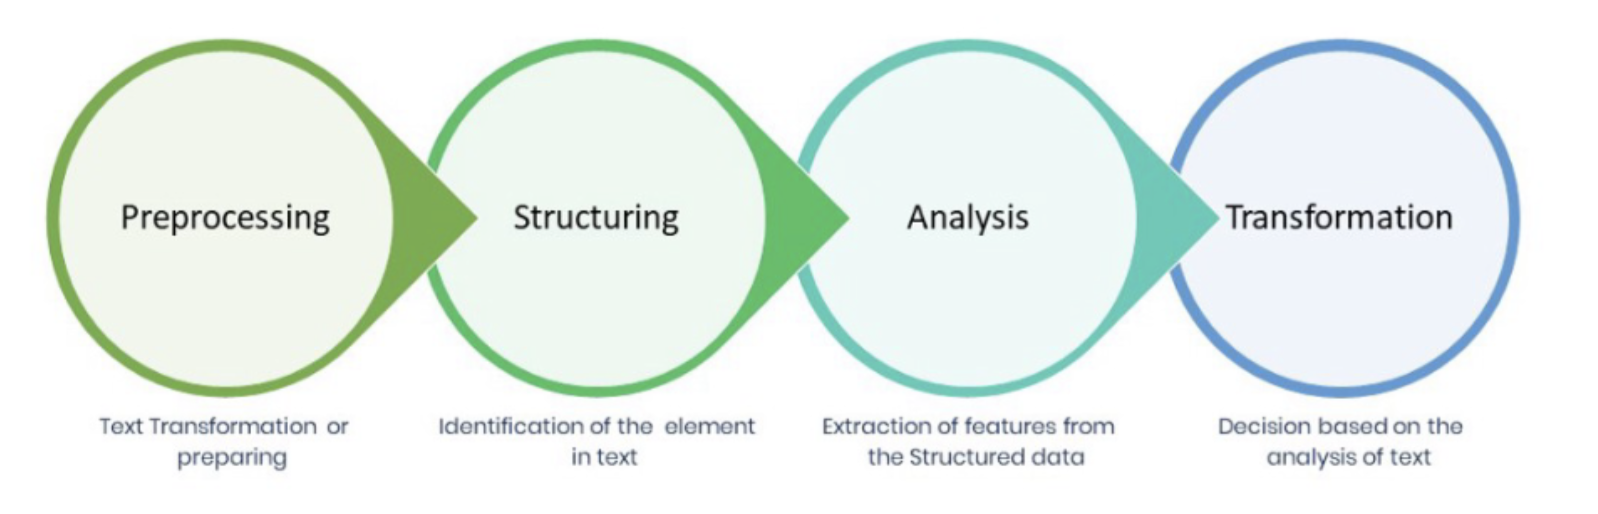 Preprocessing
Structuring
Analysis
Transformation
Text Transformation or
preparing
Identification of the element
in text
Extraction of features from
the Structured data
Decision based on the
analysis of text